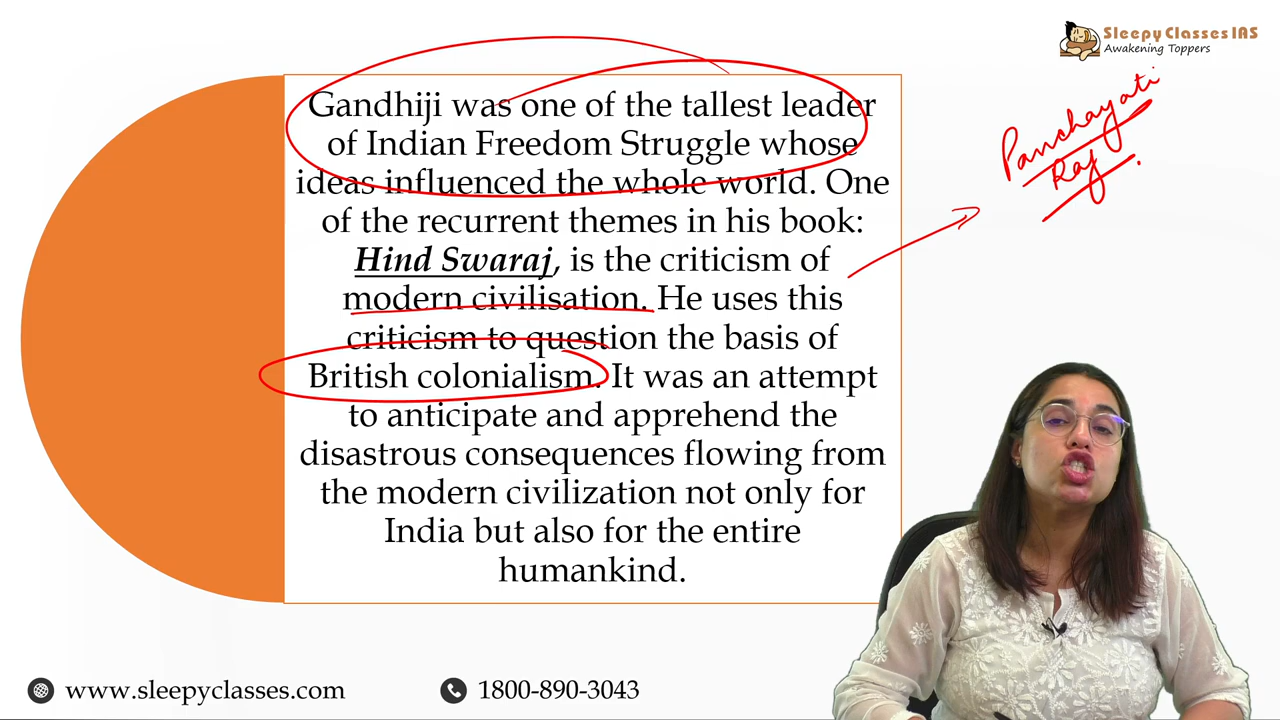 Sleepy Classes IAS
Awakening Toppers
Gandhiji was one of the tallest leader
of Indian Freedom Struggle whose
ideas influenced the whole world. One
of the recurrent themes in his book:
Hind Swaraj, is the criticism of
modern civilisation. He uses this
criticism to question the basis of
British colonialism. It was an attempt
to anticipate and apprehend the
disastrous consequences flowing from
the modern civilization not only for
India but also for the entire
humankind.
Panchayati
Raj
www.sleepyclasses.com
1800-890-3043